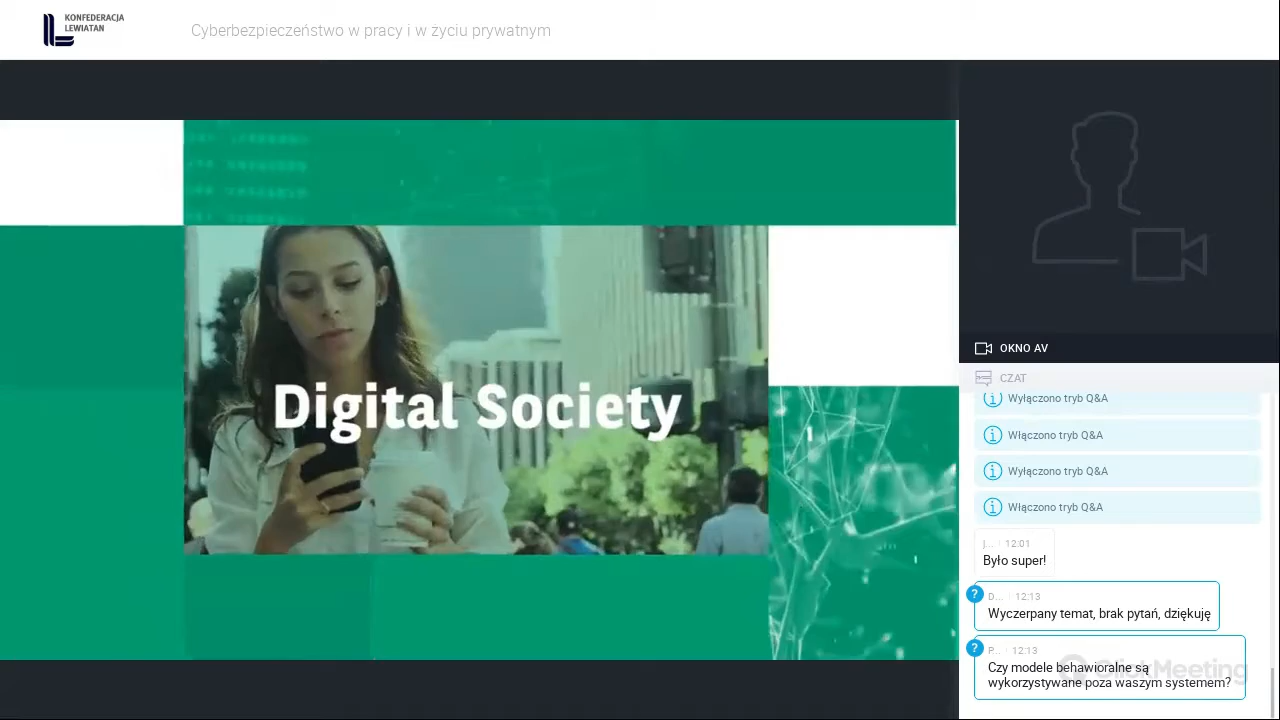 KONFEDERACJA
LEWIATAN
Cyberbezpieczeństwo w pracy i w życiu prywatnym
Digital Society
OKNO AV
CZAT
Wyłączono tryb Q&A
Włączono tryb Q&A
Wyłączono tryb Q&A
Włączono tryb Q&A
J... 12:01
Było super!
? D... 12:13
Wyczerpany temat, brak pytań, dziękuję
? P... 12:13
Czy modele behawioralne są
wykorzystywane poza waszym systemem?
ClickMeeting